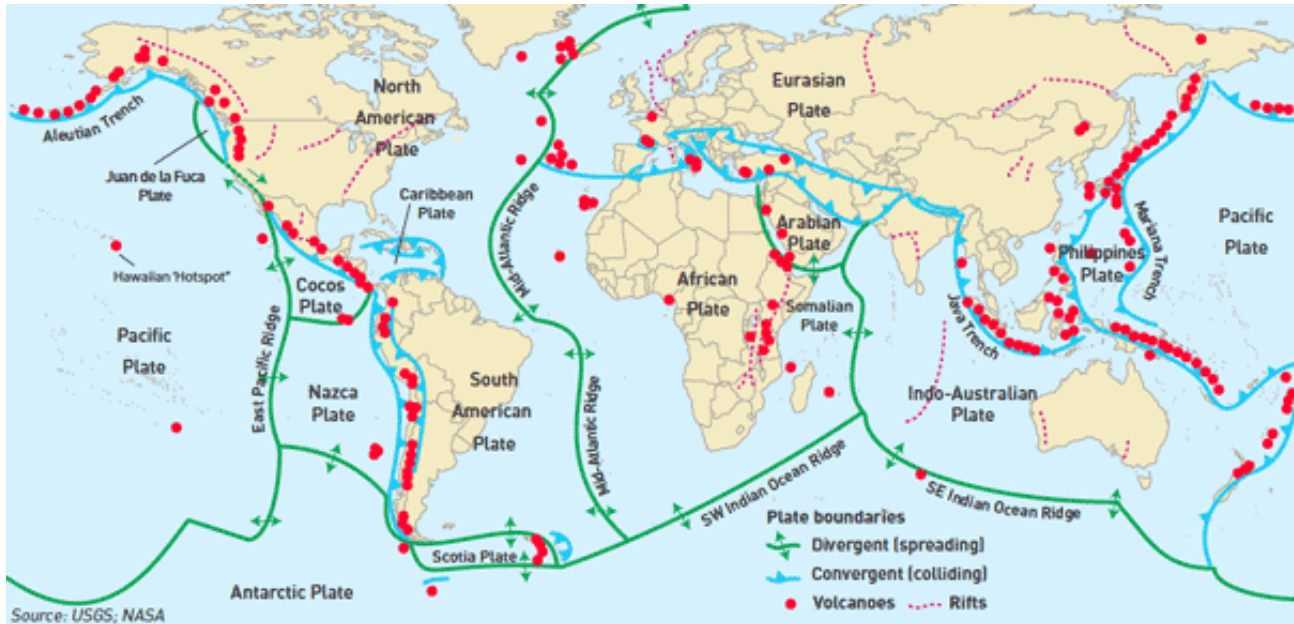 North
American
Plate
Eurasian
Plate
Aleutian Trench
Juan de la Fuca
Plate
Caribbean
Plate
Mid-Atlantic Ridge
Arabian
Plate
Philippines
Plate
Mariana Trench
Pacific
Plate
Hawaiian "Hotspot"
Cocos
Plate
African
Plate
Somalian
Plate
Java Trench
Pacific
Plate
East Pacific Ridge
Nazca
Plate
South
American
Plate
Mid-Atlantic Ridge
Indo-Australian
Plate
SW Indian Ocean Ridge
SE Indian Ocean Ridge
Scotia Plate
Antarctic Plate
Plate boundaries
Divergent (spreading)
Convergent (colliding)
Volcanoes
Rifts
Source: USGS; NASA